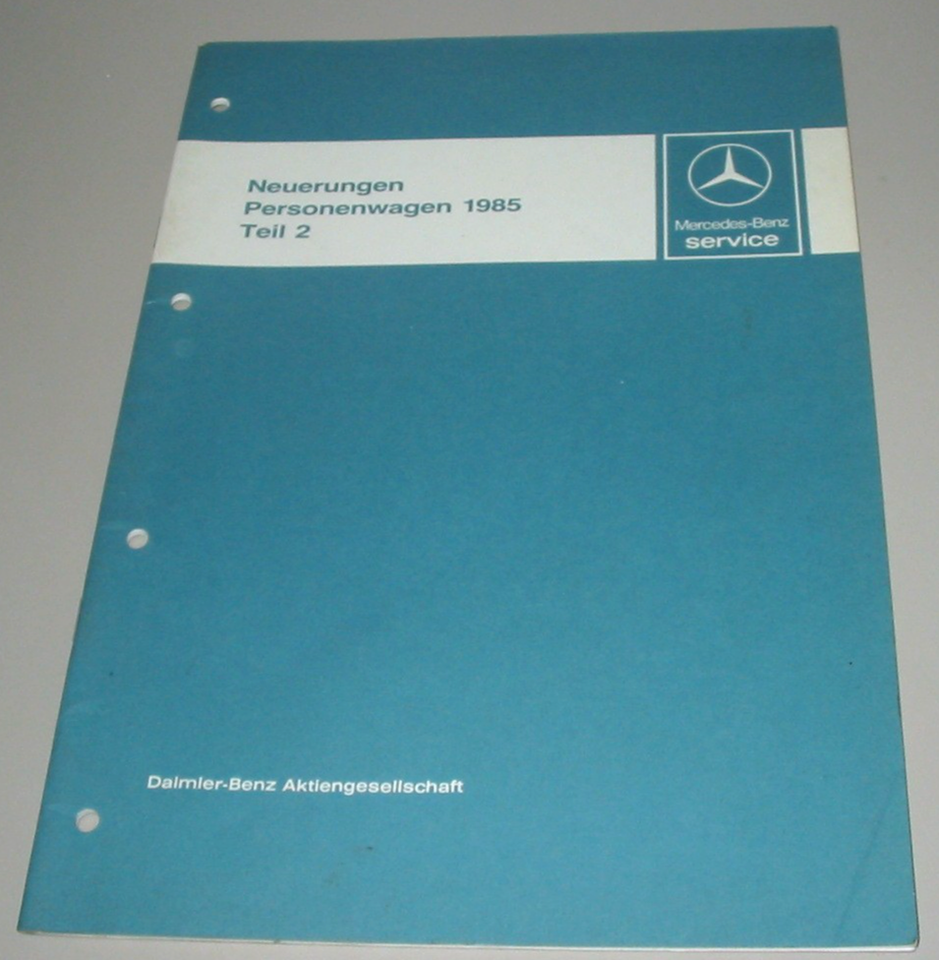 Neuerungen
Personenwagen 1985
Teil 2
Mercedes-Benz
service
Daimler-Benz Aktiengesellschaft